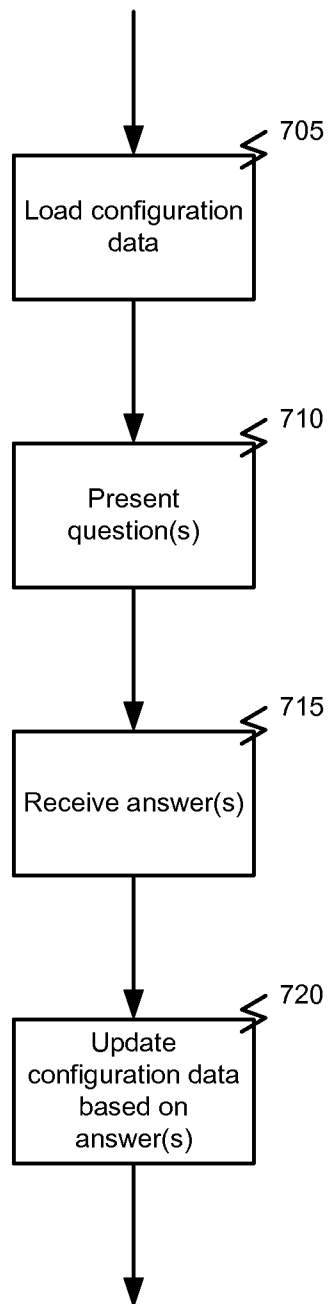 705
Load configuration
data
710
Present
question(s)
715
Receive answer(s)
720
Update
configuration data
based on
answer(s)